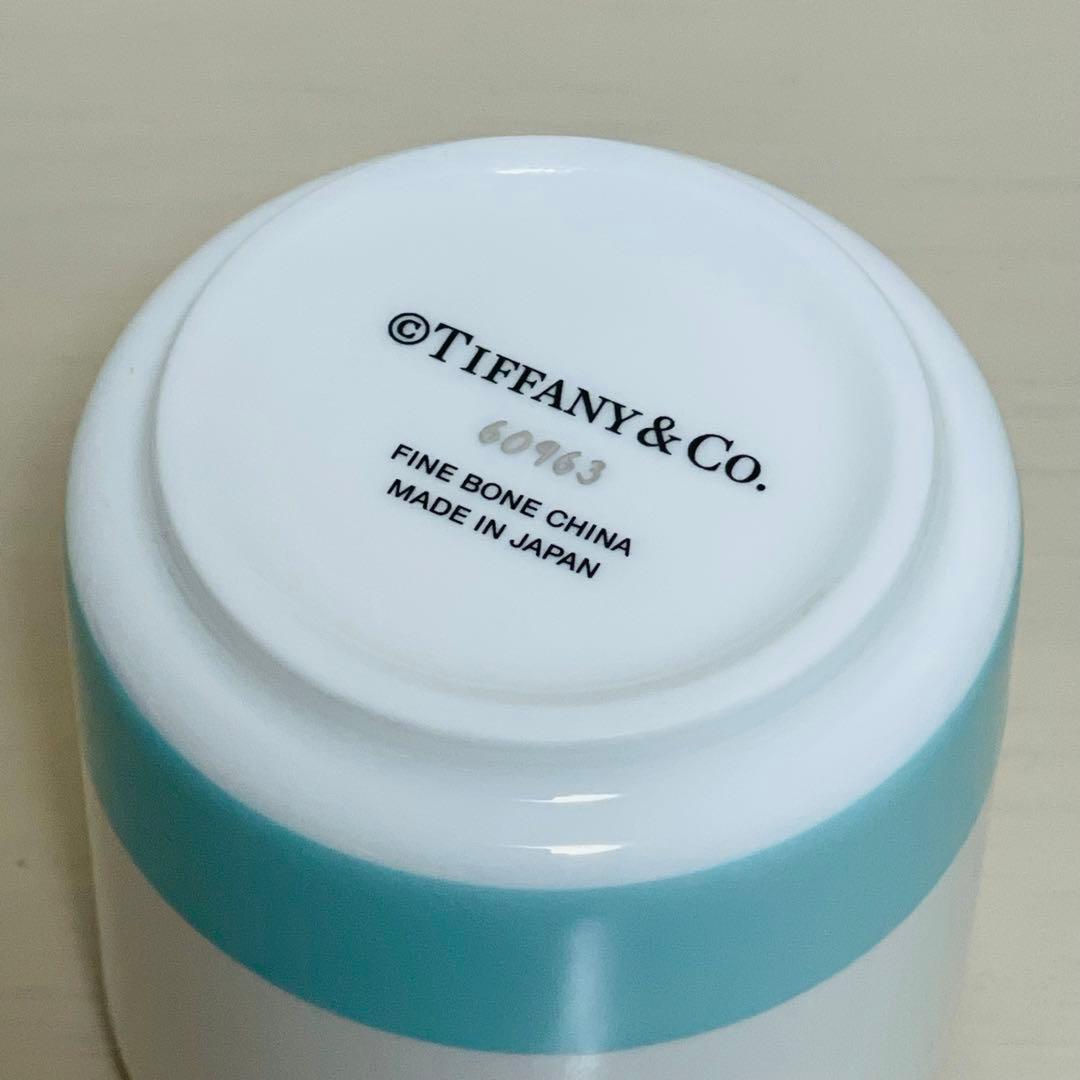 ©TIFFANY & CO.
60963
FINE BONE CHINA
MADE IN JAPAN